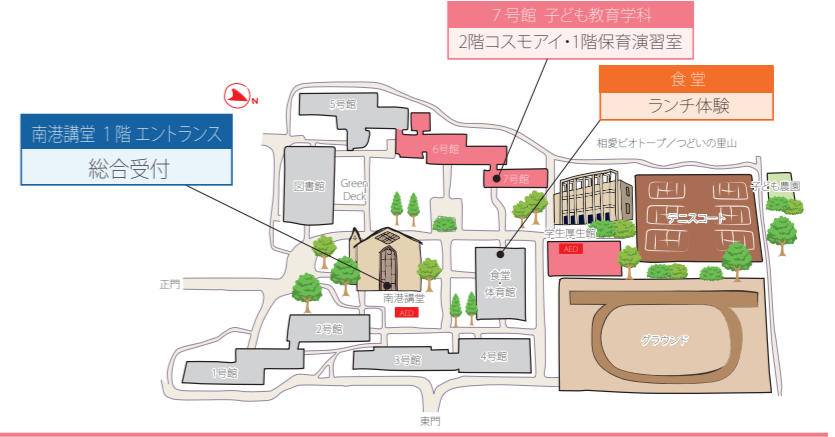 7号館 子ども教育学科
2階コスモアイ・1階保育演習室
食 堂
ランチ体験
N
5号館
南港講堂 1 階 エントランス
総合受付
6号館
相愛ビオトープ／つどいの里山
図書館
Green
Deck
7号館
子ども農園
テニスコート
学生厚生館
AED
食堂
・
体育館
正門
南港講堂
AED
2号館
グラウンド
3号館
4号館
1号館
東門